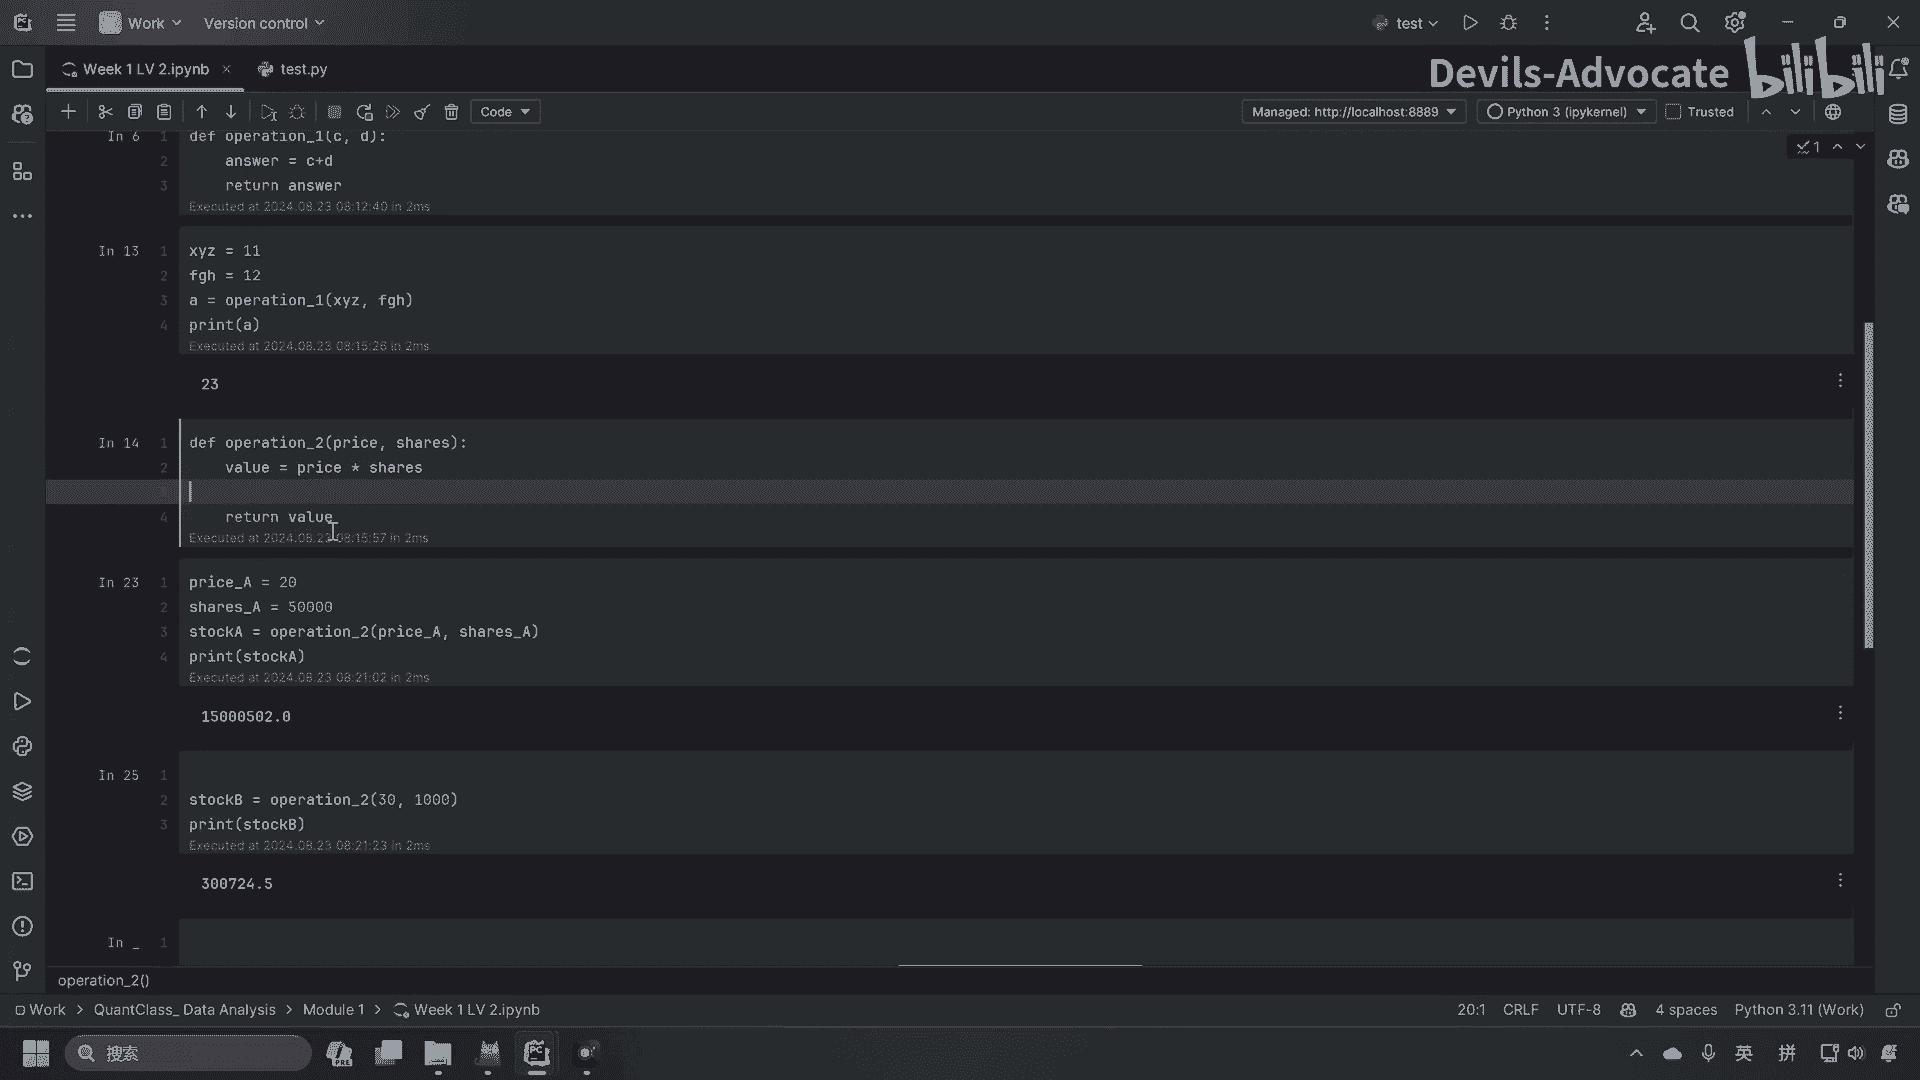 Work
Version control
test
Week 1 LV 2.ipynb
test.py
Devils-Advocate bilibili
Code
Managed: http://localhost:8889
Python 3 (ipykernel)
Trusted
1
In 6
1 def operation_1(c, d):
2     answer = c+d
3     return answer
Executed at 2024.08.23 08:12:40 in 2ms
In 13
1 xyz = 11
2 fgh = 12
3 a = operation_1(xyz, fgh)
4 print(a)
Executed at 2024.08.23 08:15:26 in 2ms
23
In 14
1 def operation_2(price, shares):
2     value = price * shares
3
4     return value
Executed at 2024.08.23 08:15:57 in 2ms
In 23
1 price_A = 20
2 shares_A = 50000
3 stockA = operation_2(price_A, shares_A)
4 print(stockA)
Executed at 2024.08.23 08:21:02 in 2ms
15000502.0
In 25
1
2 stockB = operation_2(30, 1000)
3 print(stockB)
Executed at 2024.08.23 08:21:23 in 2ms
300724.5
In _
1
operation_2()
Work > QuantClass_ Data Analysis > Module 1 > Week 1 LV 2.ipynb
20:1 CRLF UTF-8 4 spaces Python 3.11 (Work)
搜索
PRE
PC
英 拼